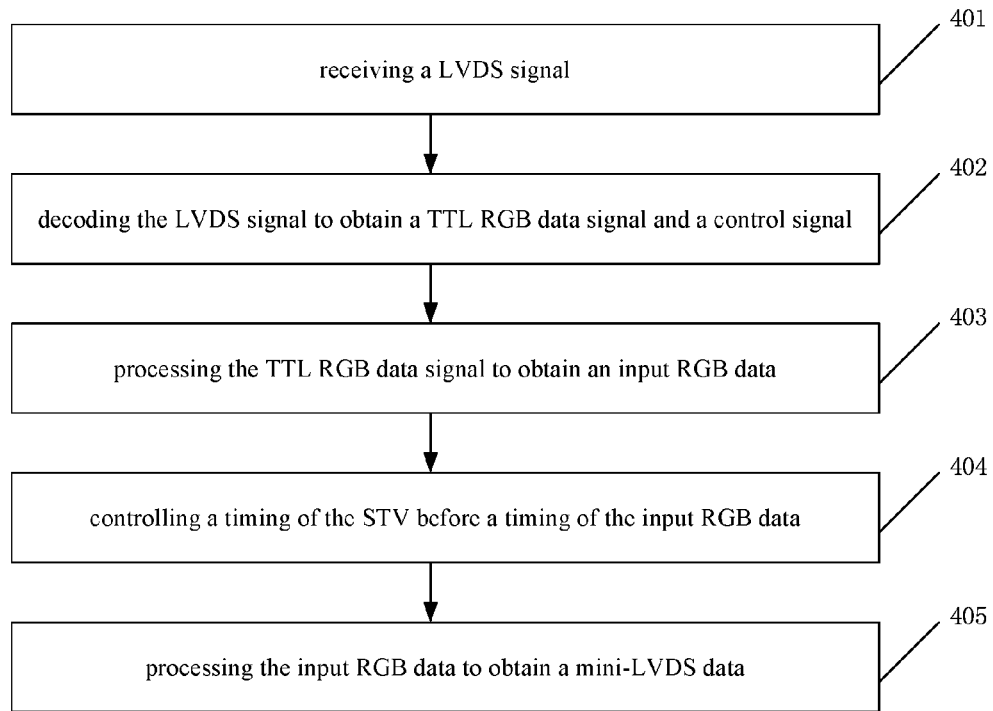 401
receiving a LVDS signal
402
decoding the LVDS signal to obtain a TTL RGB data signal and a control signal
403
processing the TTL RGB data signal to obtain an input RGB data
404
controlling a timing of the STV before a timing of the input RGB data
405
processing the input RGB data to obtain a mini-LVDS data